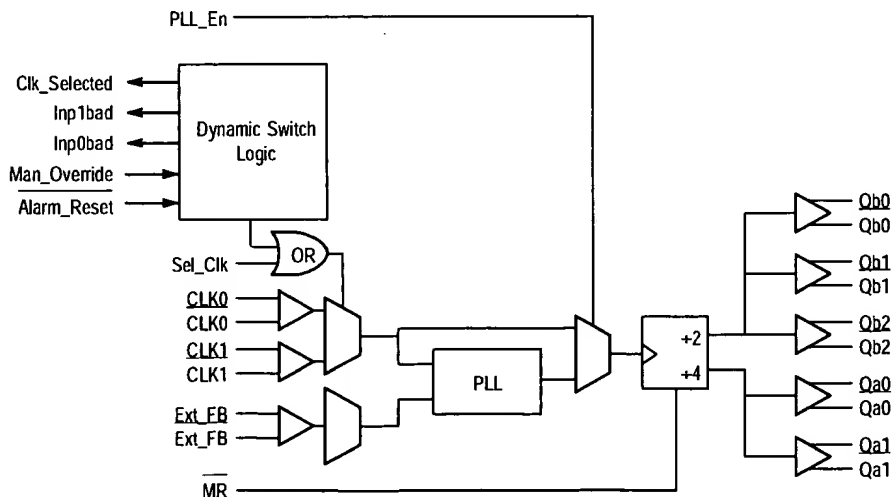 PLL_En
Clk_Selected
Inp1bad
Inp0bad
Man_Override
Alarm_Reset
Dynamic Switch
Logic
OR
Sel_Clk
CLK0
CLK0
CLK1
CLK1
Ext_FB
Ext_FB
MR
PLL
÷2
÷4
Qb0
Qb0
Qb1
Qb1
Qb2
Qb2
Qa0
Qa0
Qa1
Qa1